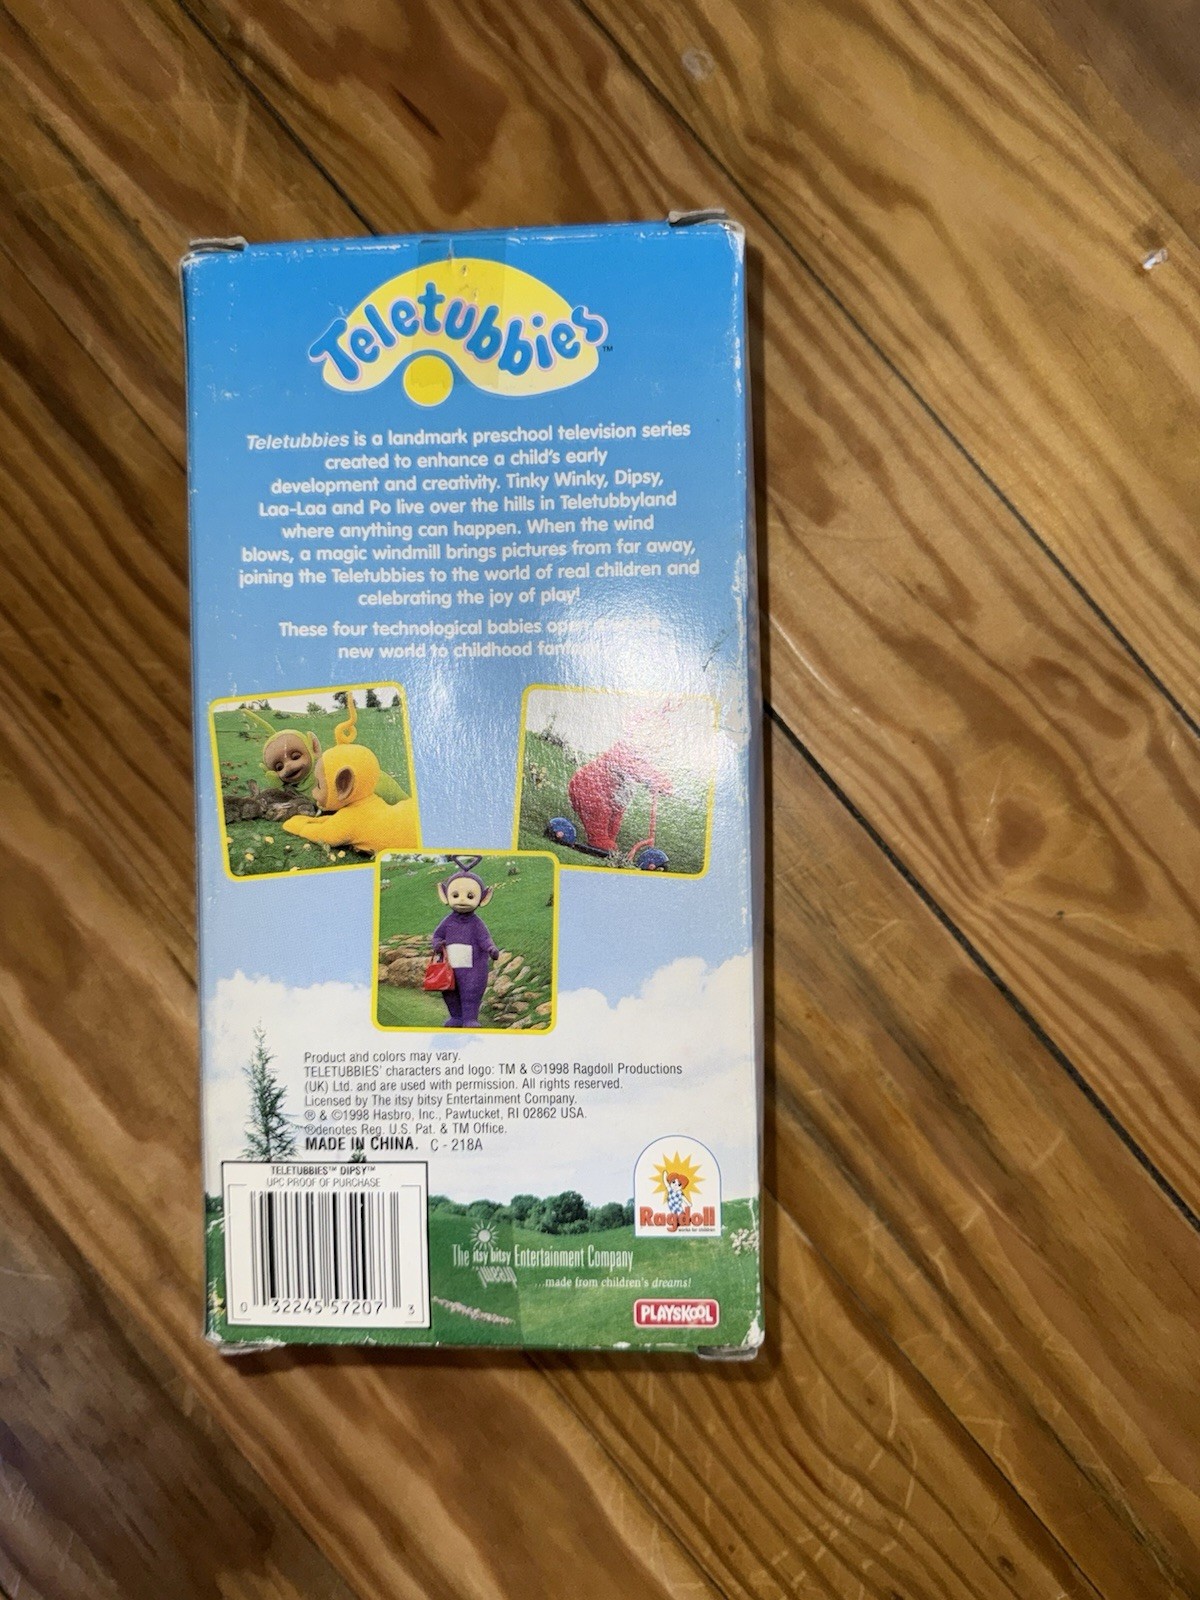 Teletubbies™
Teletubbies is a landmark preschool television series
created to enhance a child's early
development and creativity. Tinky Winky, Dipsy,
Laa-Laa and Po live over the hills in Teletubbyland
where anything can happen. When the wind
blows, a magic windmill brings pictures from far away,
joining the Teletubbies to the world of real children and
celebrating the joy of play!
These four technological babies
new world to childhood
Product and colors may vary.
TELETUBBIES' characters and logo: TM & ©1998 Ragdoll Productions
(UK) Ltd. and are used with permission. All rights reserved.
Licensed by The itsy bitsy Entertainment Company.
® & ©1998 Hasbro, Inc., Pawtucket, RI 02862 USA.
®denotes Reg. U.S. Pat. & TM Office.
MADE IN CHINA. C - 218A
TELETUBBIES™ DIPSY™
UPC PROOF OF PURCHASE
0 32245 57207 3
Ragdoll
The itsy bitsy Entertainment Company
...made from children's dreams!
PLAYSKOOL